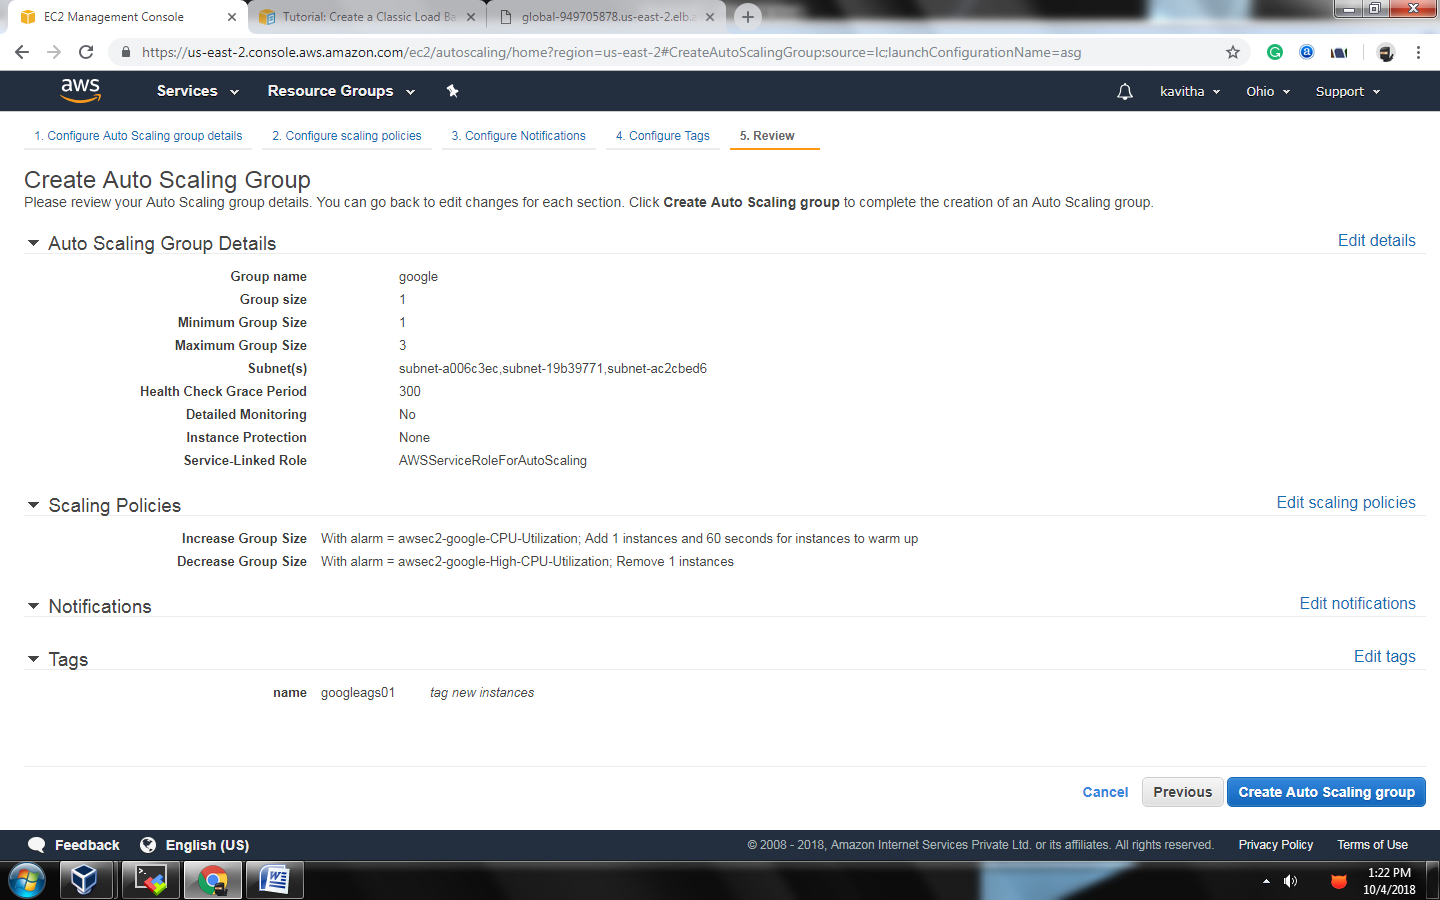 EC2 Management Console
Tutorial: Create a Classic Load Ba
global-949705878.us-east-2.elb.a
https://us-east-2.console.aws.amazon.com/ec2/autoscaling/home?region=us-east-2#CreateAutoScalingGroup:source=lc;launchConfigurationName=asg
aws Services Resource Groups kavitha Ohio Support
1. Configure Auto Scaling group details 2. Configure scaling policies 3. Configure Notifications 4. Configure Tags 5. Review
Create Auto Scaling Group
Please review your Auto Scaling group details. You can go back to edit changes for each section. Click Create Auto Scaling group to complete the creation of an Auto Scaling group.
Auto Scaling Group Details Edit details
Group name google
Group size 1
Minimum Group Size 1
Maximum Group Size 3
Subnet(s) subnet-a006c3ec,subnet-19b39771,subnet-ac2cbed6
Health Check Grace Period 300
Detailed Monitoring No
Instance Protection None
Service-Linked Role AWSServiceRoleForAutoScaling
Scaling Policies Edit scaling policies
Increase Group Size With alarm = awsec2-google-CPU-Utilization; Add 1 instances and 60 seconds for instances to warm up
Decrease Group Size With alarm = awsec2-google-High-CPU-Utilization; Remove 1 instances
Notifications Edit notifications
Tags Edit tags
name googleags01 tag new instances
Cancel Previous Create Auto Scaling group
Feedback English (US) © 2008 - 2018, Amazon Internet Services Private Ltd. or its affiliates. All rights reserved. Privacy Policy Terms of Use
1:22 PM
10/4/2018